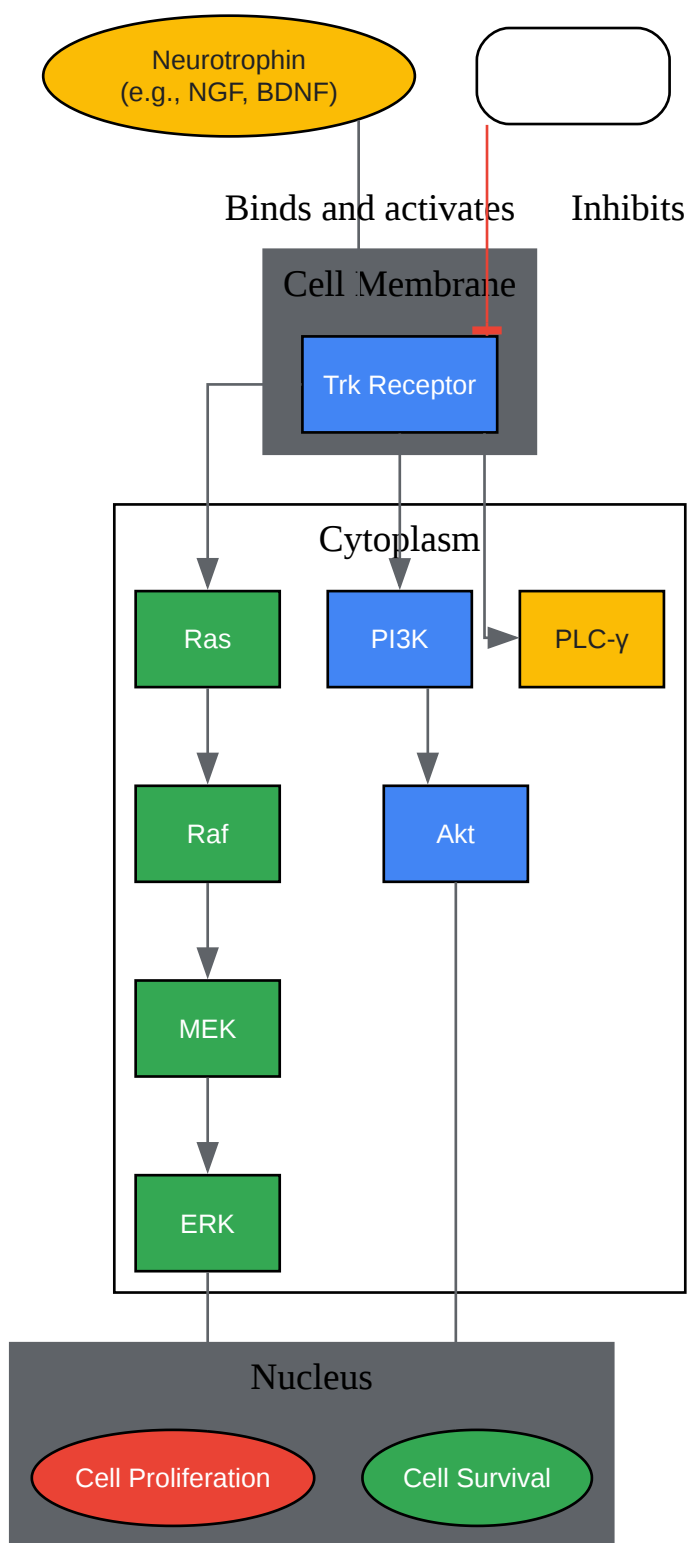 Neurotrophin
(e.g., NGF, BDNF)
Binds and activates
Inhibits
Cell Membrane
Trk Receptor
Cytoplasm
Ras
PI3K
PLC-γ
Raf
Akt
MEK
ERK
Nucleus
Cell Proliferation
Cell Survival